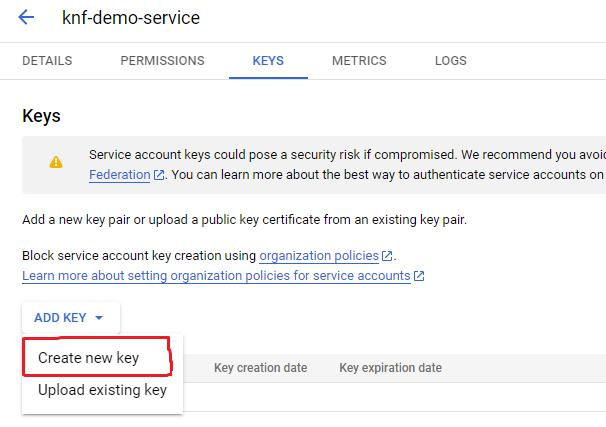 knf-demo-service
DETAILS PERMISSIONS KEYS METRICS LOGS
Keys
Service account keys could pose a security risk if compromised. We recommend you avoid
Federation. You can learn more about the best way to authenticate service accounts on
Add a new key pair or upload a public key certificate from an existing key pair.
Block service account key creation using organization policies.
Learn more about setting organization policies for service accounts
ADD KEY
Create new key
Key creation date Key expiration date
Upload existing key